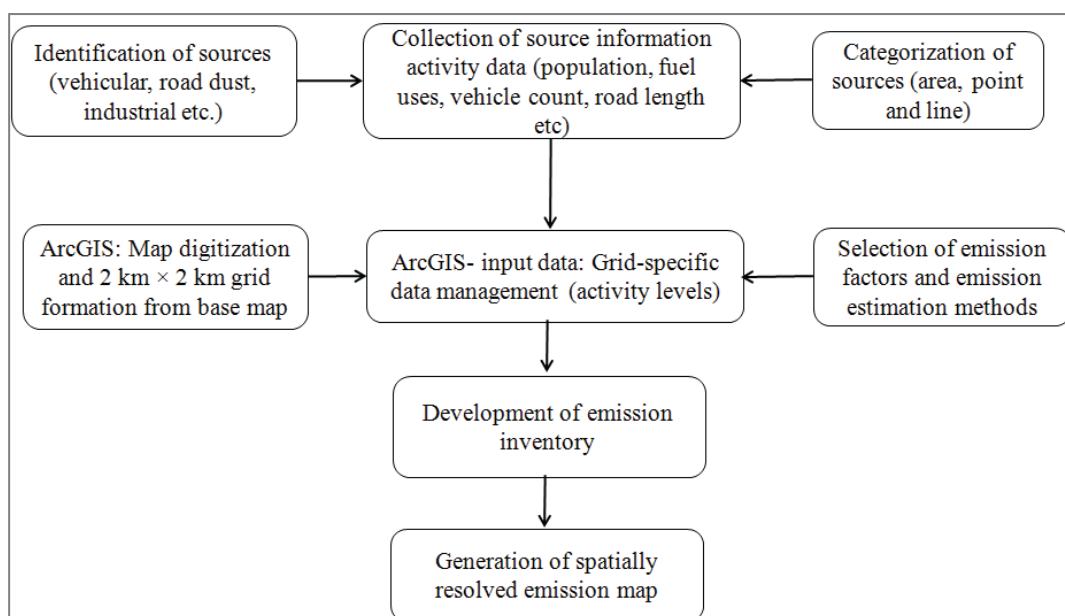 Identification of sources
(vehicular, road dust,
industrial etc.)
Collection of source information
activity data (population, fuel
uses, vehicle count, road length
etc)
Categorization of
sources (area, point
and line)
ArcGIS: Map digitization
and 2 km × 2 km grid
formation from base map
ArcGIS- input data: Grid-specific
data management (activity levels)
Selection of emission
factors and emission
estimation methods
Development of emission
inventory
Generation of spatially
resolved emission map